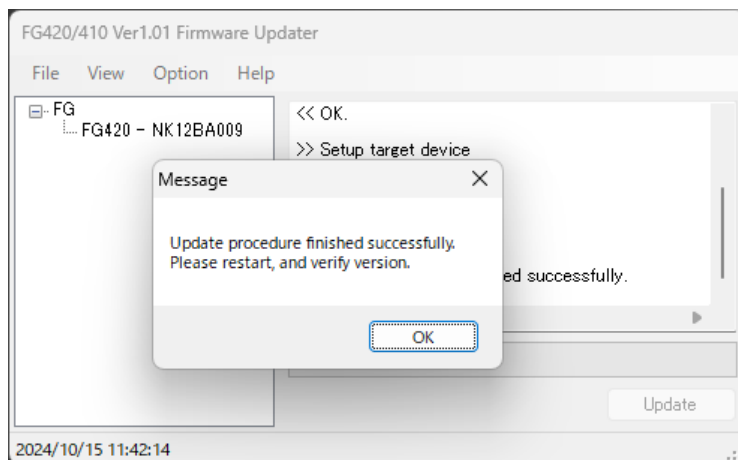 FG420/410 Ver1.01 Firmware Updater
File View Option Help
FG
FG420 - NK12BA009
<< OK.
>> Setup target device
Message
Update procedure finished successfully.
Please restart, and verify version.
OK
ed successfully.
Update
2024/10/15 11:42:14